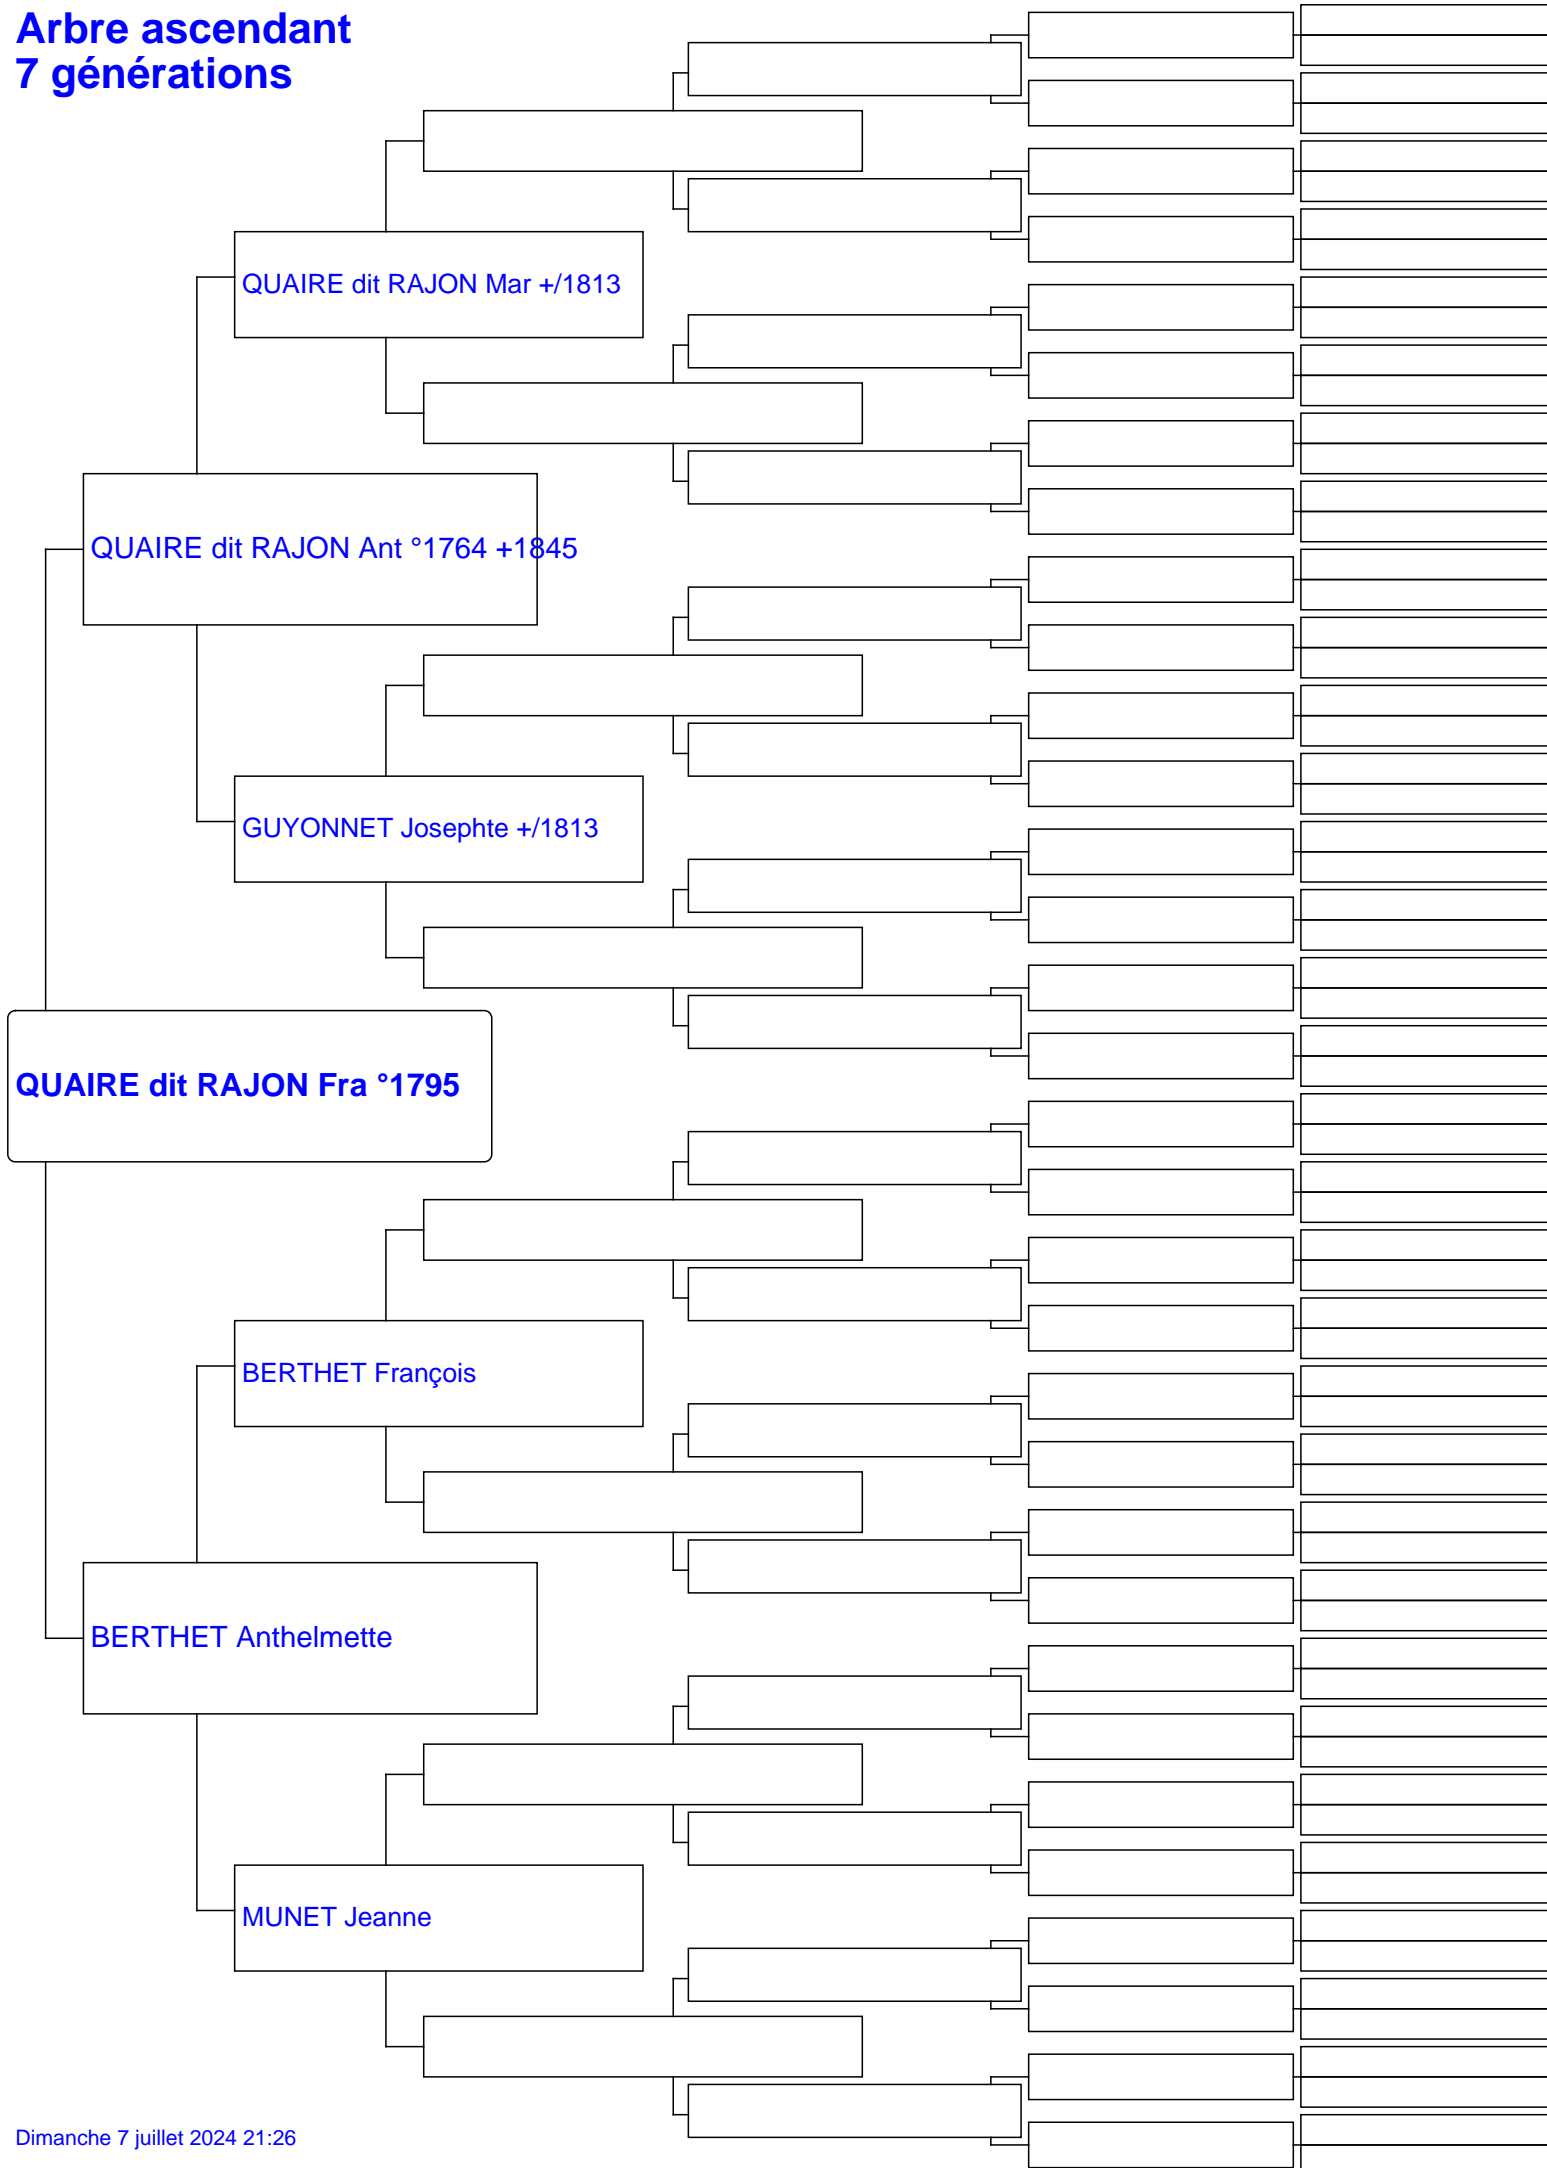 Arbre ascendant
7 générations
QUAIRE dit RAJON Mar +/1813
QUAIRE dit RAJON Ant °1764 +1845
GUYONNET Josephte +/1813
QUAIRE dit RAJON Fra °1795
BERTHET François
BERTHET Anthelmette
MUNET Jeanne
Dimanche 7 juillet 2024 21:26